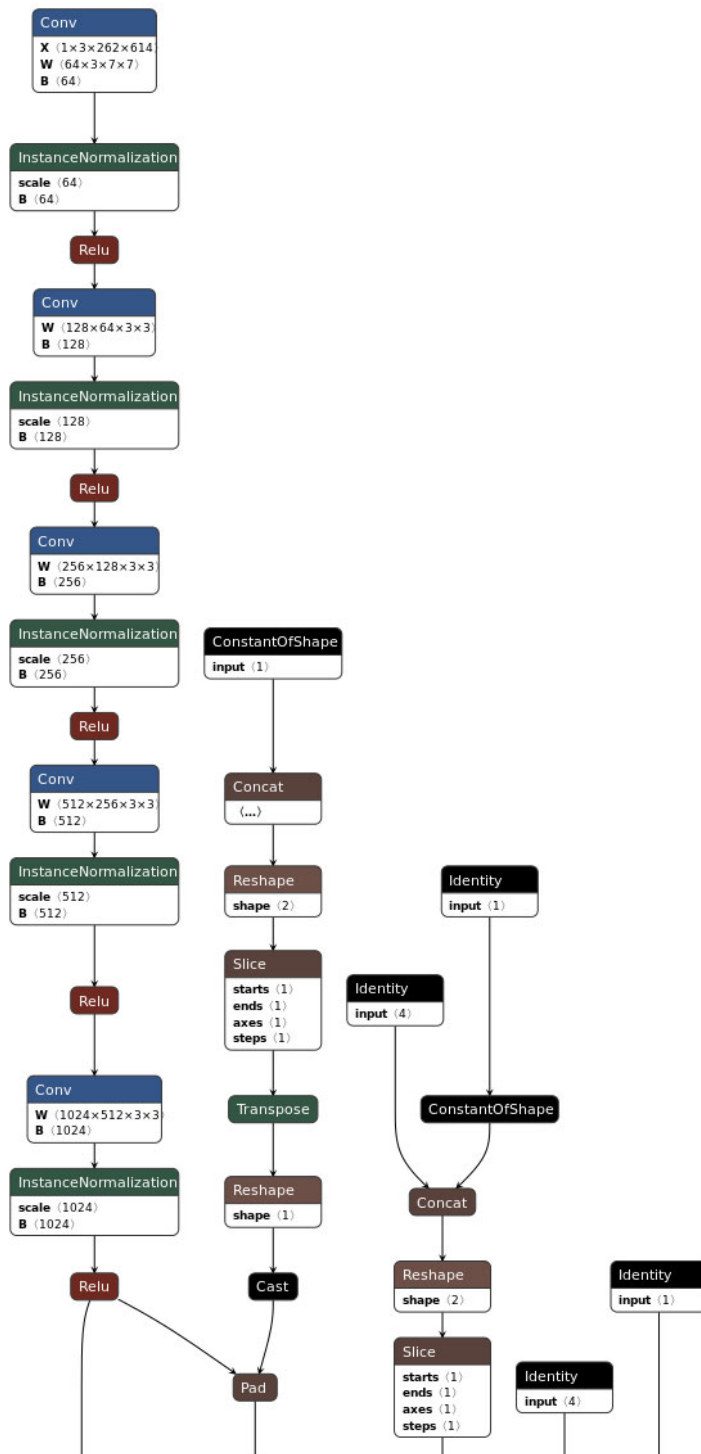 Conv
X ⟨1×3×262×614⟩
W ⟨64×3×7×7⟩
B ⟨64⟩
InstanceNormalization
scale ⟨64⟩
B ⟨64⟩
Relu
Conv
W ⟨128×64×3×3⟩
B ⟨128⟩
InstanceNormalization
scale ⟨128⟩
B ⟨128⟩
Relu
Conv
W ⟨256×128×3×3⟩
B ⟨256⟩
InstanceNormalization
scale ⟨256⟩
B ⟨256⟩
Relu
Conv
W ⟨512×256×3×3⟩
B ⟨512⟩
InstanceNormalization
scale ⟨512⟩
B ⟨512⟩
Relu
Conv
W ⟨1024×512×3×3⟩
B ⟨1024⟩
InstanceNormalization
scale ⟨1024⟩
B ⟨1024⟩
Relu
ConstantOfShape
input ⟨1⟩
Concat
⟨...⟩
Reshape
shape ⟨2⟩
Slice
starts ⟨1⟩
ends ⟨1⟩
axes ⟨1⟩
steps ⟨1⟩
Transpose
Reshape
shape ⟨1⟩
Cast
Pad
Identity
input ⟨4⟩
Identity
input ⟨1⟩
ConstantOfShape
Concat
Reshape
shape ⟨2⟩
Slice
starts ⟨1⟩
ends ⟨1⟩
axes ⟨1⟩
steps ⟨1⟩
Identity
input ⟨4⟩
Identity
input ⟨1⟩